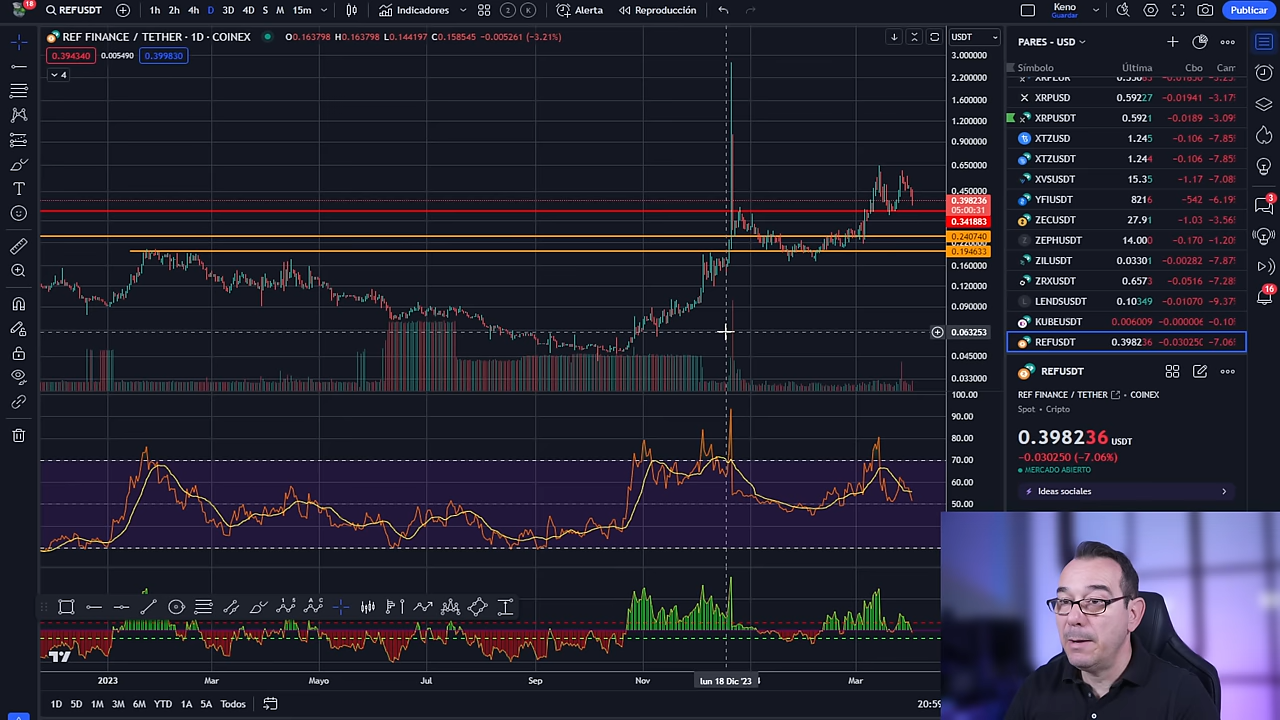 18 REFUSDT 1h 2h 4h D 3D 4D S M 15m Indicadores 2 K Alerta Reproducción Keno Guardar Publicar
REF FINANCE / TETHER · 1D · COINEX O0.163798 H0.163798 L0.144197 C0.158545 −0.005261 (−3.21%) USDT
0.394340 0.005490 0.399830
4
3.000000
2.200000
1.600000
1.200000
0.900000
0.650000
0.450000
0.398236
05:00:31
0.341883
0.240740
0.194633
0.160000
0.120000
0.090000
0.063253
0.045000
0.033000
100.00
90.00
80.00
70.00
60.00
50.00
2023 Mar Mayo Jul Sep Nov lun 18 Dic '23 Mar
1D 5D 1M 3M 6M YTD 1A 5A Todos 20:59
PARES - USD
Símbolo Última Cbo Cam
XRPUSD 0.59227 −0.01941 −3.17
XRPUSDT 0.5921 −0.0189 −3.09
XTZUSD 1.245 −0.106 −7.85
XTZUSDT 1.244 −0.106 −7.85
XVSUSDT 15.35 −1.17 −7.08
YFIUSDT 8216 −542 −6.19
ZECUSDT 27.91 −1.03 −3.56
ZEPHUSDT 14.000 −0.170 −1.20
ZILUSDT 0.03301 −0.00282 −7.87
ZRXUSDT 0.6573 −0.0516 −7.28
LENDSUSDT 0.10349 −0.01070 −9.37
KUBEUSDT 0.006009 −0.000006 −0.10
REFUSDT 0.398236 −0.030250 −7.06
REFUSDT
REF FINANCE / TETHER · COINEX
Spot · Cripto
0.398236 USDT
−0.030250 (−7.06%)
MERCADO ABIERTO
Ideas sociales
3
16